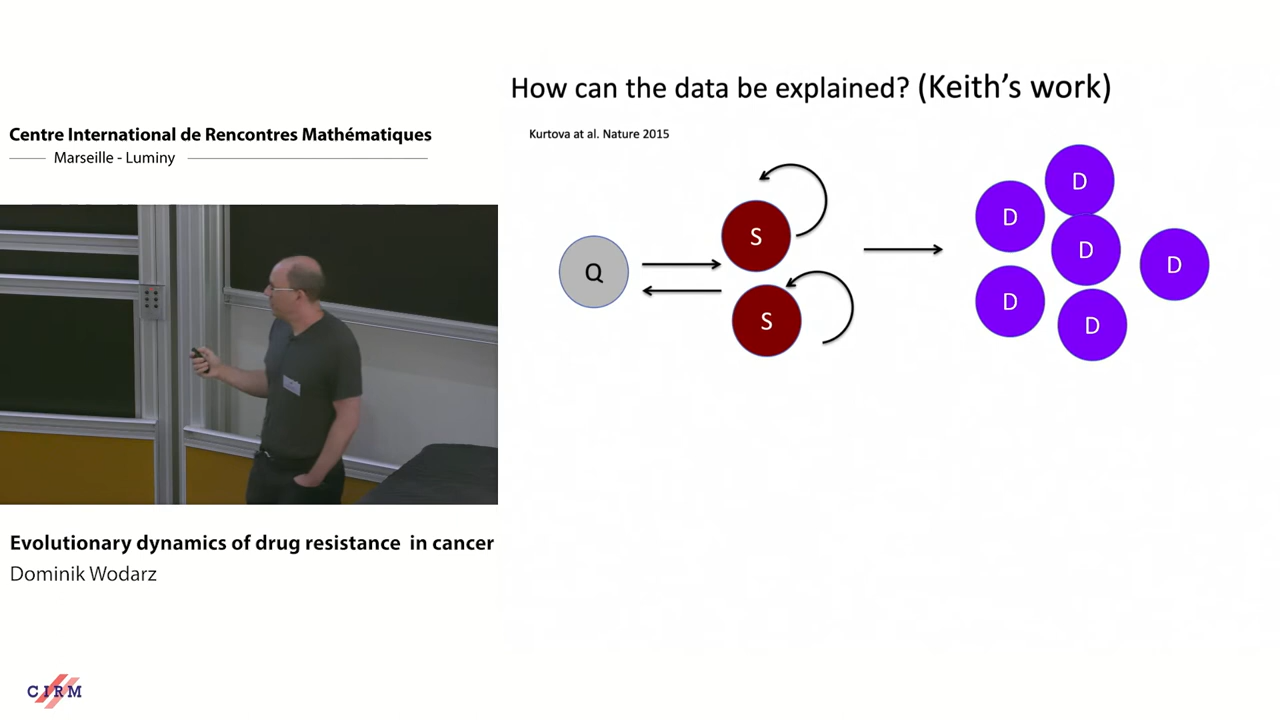 How can the data be explained? (Keith's work)
Kurtova at al. Nature 2015
Centre International de Rencontres Mathématiques
Marseille - Luminy
D
D
S
D
D
Q
S
D
D
Evolutionary dynamics of drug resistance in cancer
Dominik Wodarz
CIRM